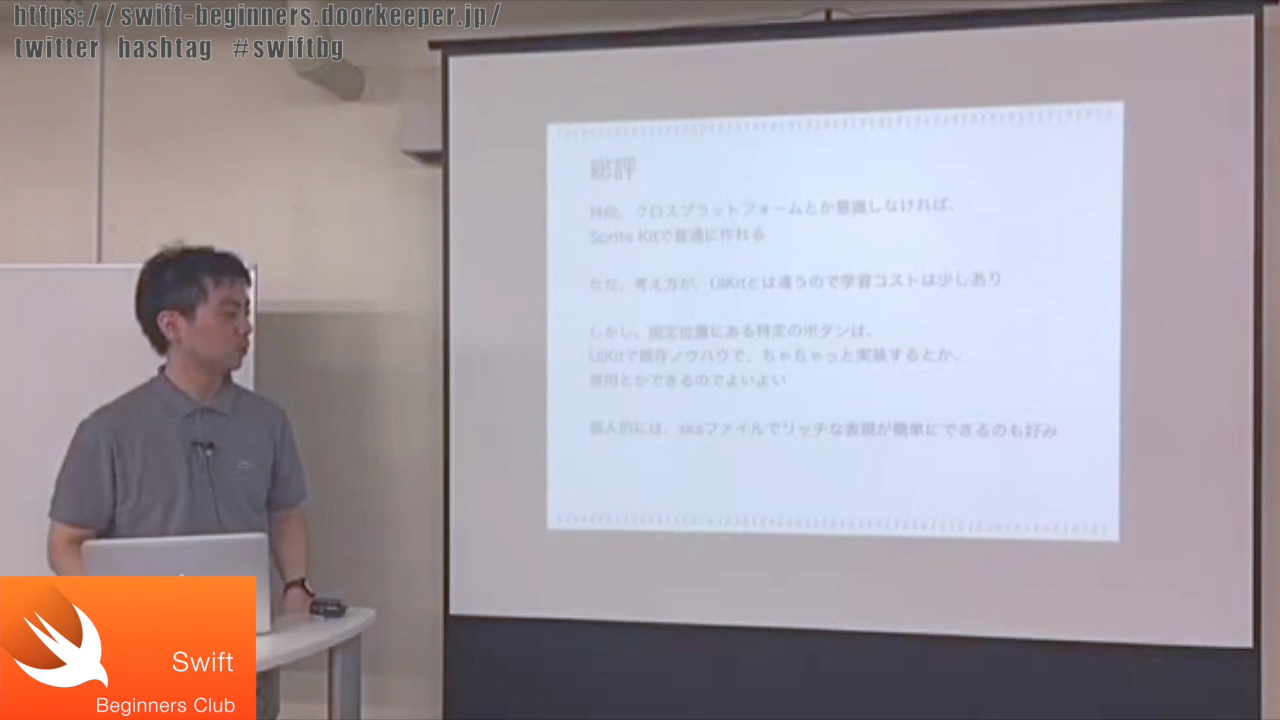 https://swift-beginners.doorkeeper.jp/
twitter hashtag #swiftbg
総評
特段、クロスプラットフォームとか意識しなければ、
Sprite Kitで普通に作れる
ただ、考え方が、UIKitとは違うので学習コストは少しあり
しかし、固定位置にある特定のボタンは、
UIKitで既存ノウハウで、ちゃちゃっと実装するとか、
併用とかできるのでよいよい
個人的には、sksファイルでリッチな表現が簡単にできるのも好み
Swift
Beginners Club